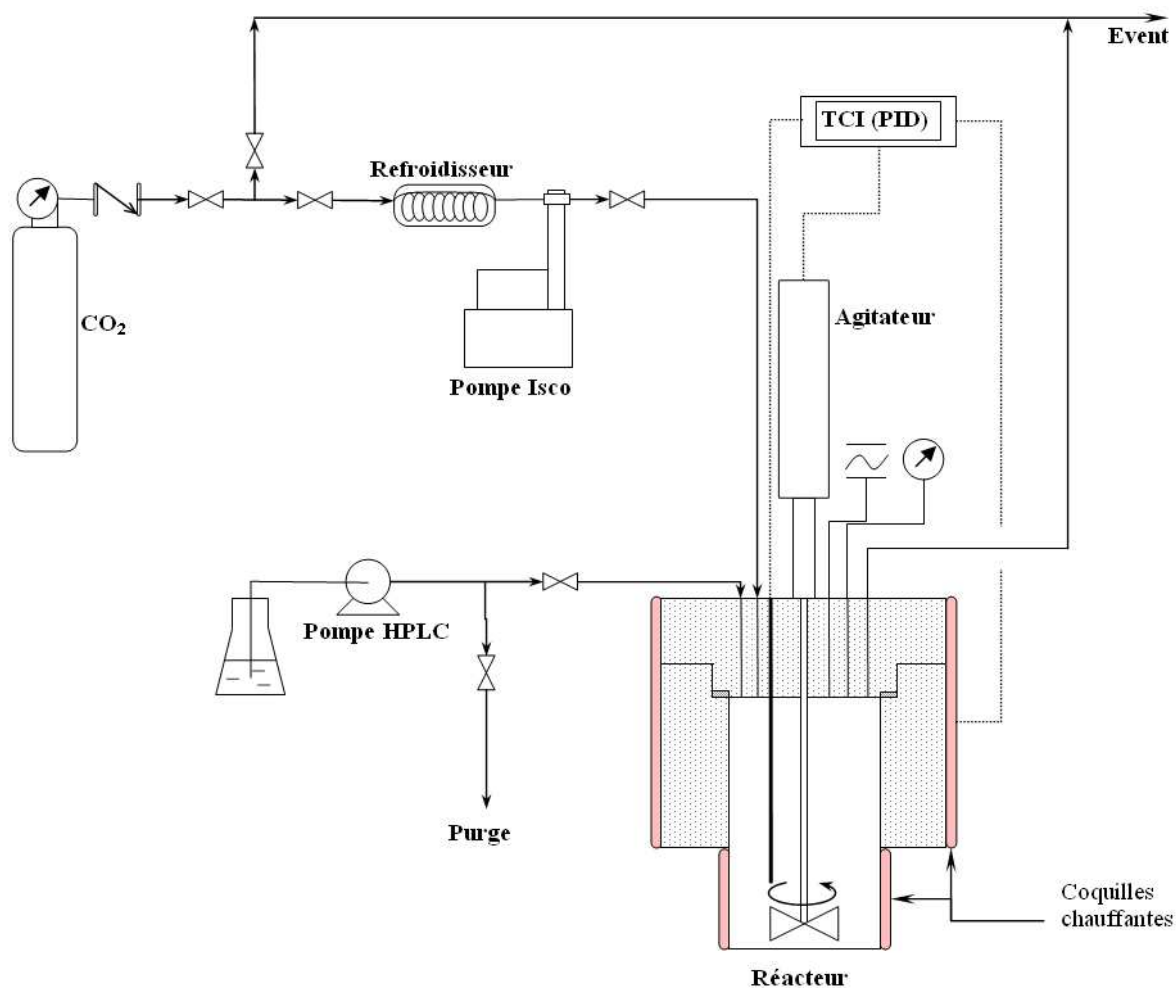 Event
TCI (PID)
Refroidisseur
Agitateur
CO₂
Pompe Isco
Pompe HPLC
Purge
Coquilles
chauffantes
Réacteur